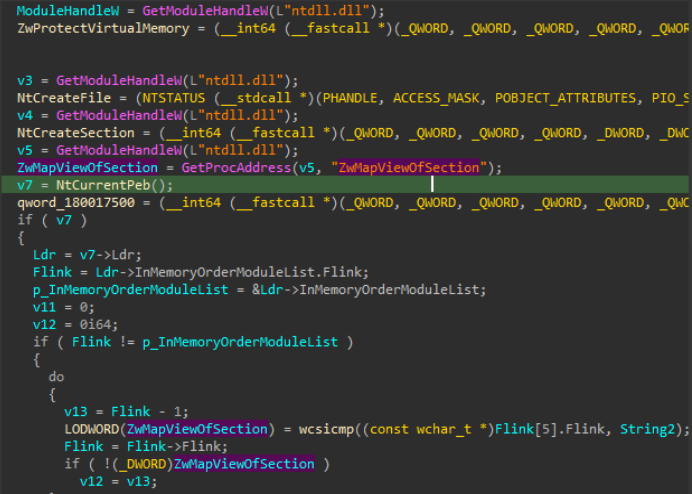 ModuleHandleW = GetModuleHandleW(L"ntdll.dll");
ZwProtectVirtualMemory = (__int64 (__fastcall *)(_QWORD, _QWORD, _QWORD, _QWORD, _QWOR
v3 = GetModuleHandleW(L"ntdll.dll");
NtCreateFile = (NTSTATUS (__stdcall *)(PHANDLE, ACCESS_MASK, POBJECT_ATTRIBUTES, PIO_S
v4 = GetModuleHandleW(L"ntdll.dll");
NtCreateSection = (__int64 (__fastcall *)(_QWORD, _QWORD, _QWORD, _QWORD, _DWORD, _DWO
v5 = GetModuleHandleW(L"ntdll.dll");
ZwMapViewOfSection = GetProcAddress(v5, "ZwMapViewOfSection");
v7 = NtCurrentPeb();
qword_180017500 = (__int64 (__fastcall *)(_QWORD, _QWORD, _QWORD, _QWORD, _QWORD, _QWO
if ( v7 )
{
Ldr = v7->Ldr;
Flink = Ldr->InMemoryOrderModuleList.Flink;
p_InMemoryOrderModuleList = &Ldr->InMemoryOrderModuleList;
v11 = 0;
v12 = 0i64;
if ( Flink != p_InMemoryOrderModuleList )
{
do
{
v13 = Flink - 1;
LODWORD(ZwMapViewOfSection) = wcsicmp((const wchar_t *)Flink[5].Flink, String2);
Flink = Flink->Flink;
if ( !(_DWORD)ZwMapViewOfSection )
v12 = v13;